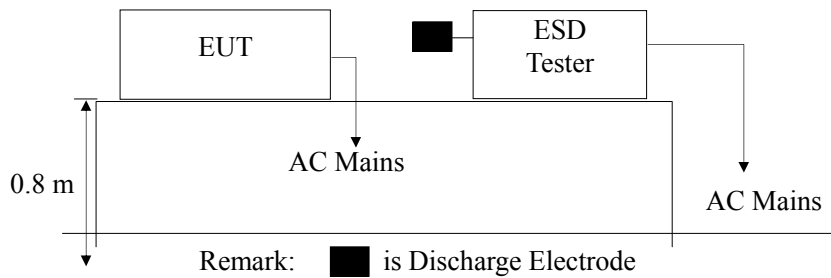 EUT
ESD
Tester
AC Mains
0.8 m
AC Mains
Remark: is Discharge Electrode